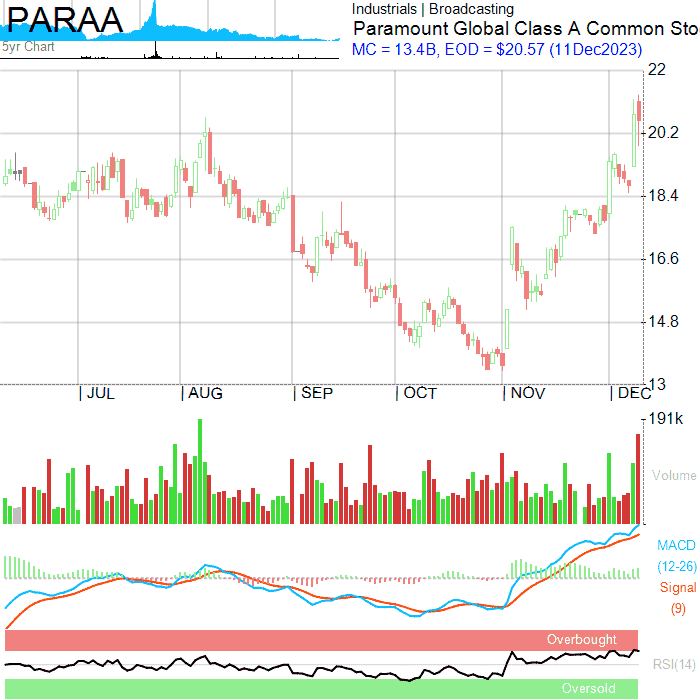 PARAA
Industrials | Broadcasting
Paramount Global Class A Common Sto
MC = 13.4B, EOD = $20.57 (11Dec2023)
5yr Chart
22
20.2
18.4
16.6
14.8
13
| JUL | AUG | SEP | OCT | NOV | DEC
191k
Volume
MACD
(12-26)
Signal
(9)
Overbought
RSI(14)
Oversold